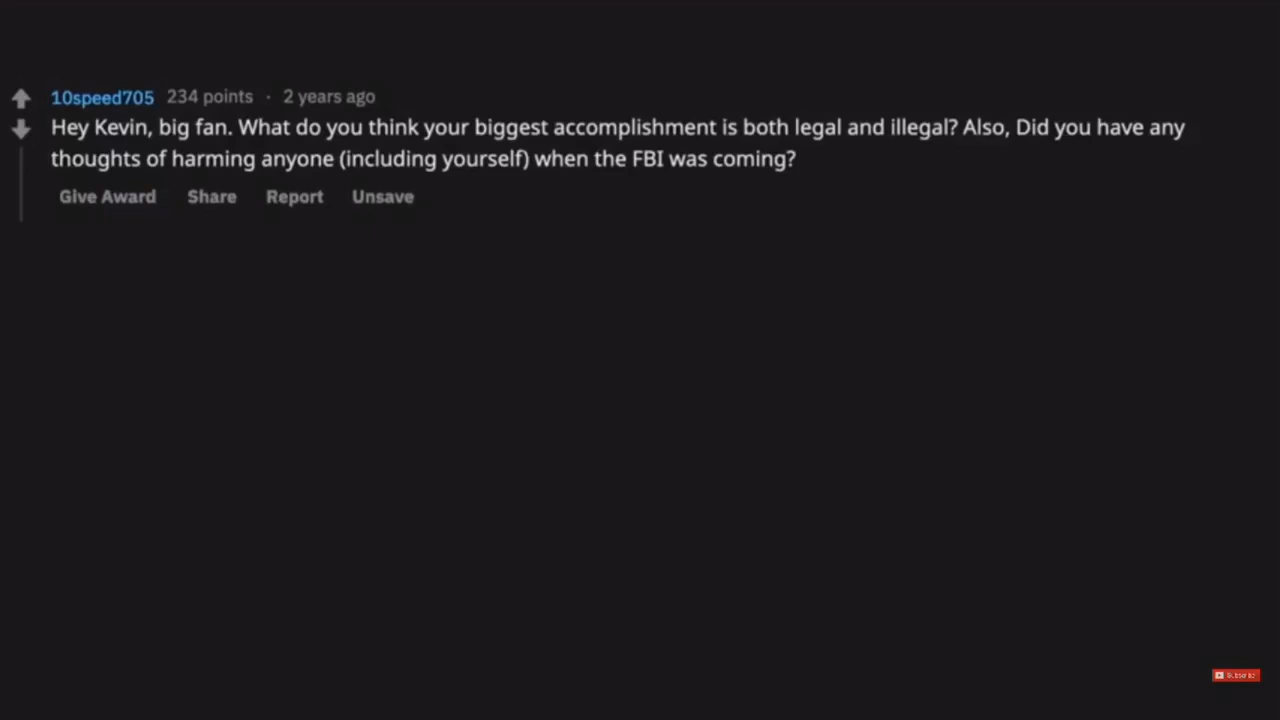 10speed705 234 points · 2 years ago
Hey Kevin, big fan. What do you think your biggest accomplishment is both legal and illegal? Also, Did you have any
thoughts of harming anyone (including yourself) when the FBI was coming?
Give Award Share Report Unsave